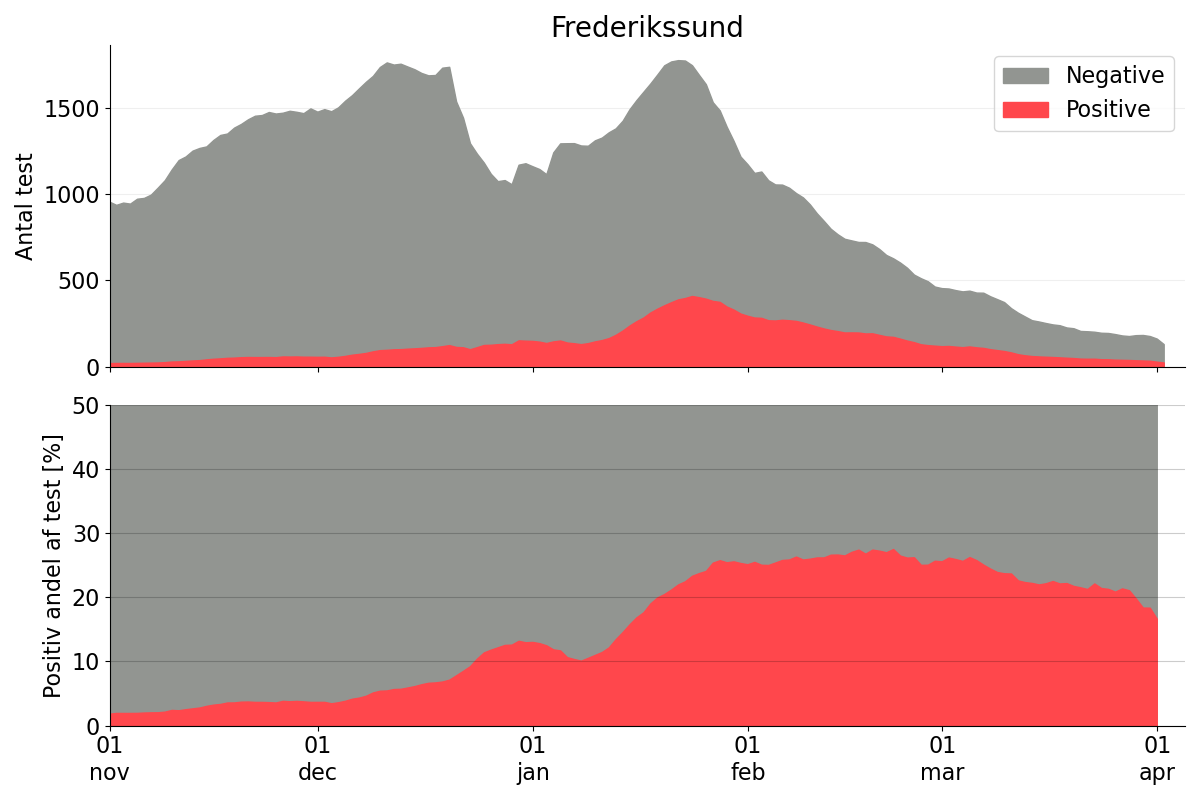 Frederikssund
Negative
Positive
Antal test
1500
1000
500
0
Positiv andel af test [%]
50
40
30
20
10
0
01 01 01 01 01 01
nov dec jan feb mar apr